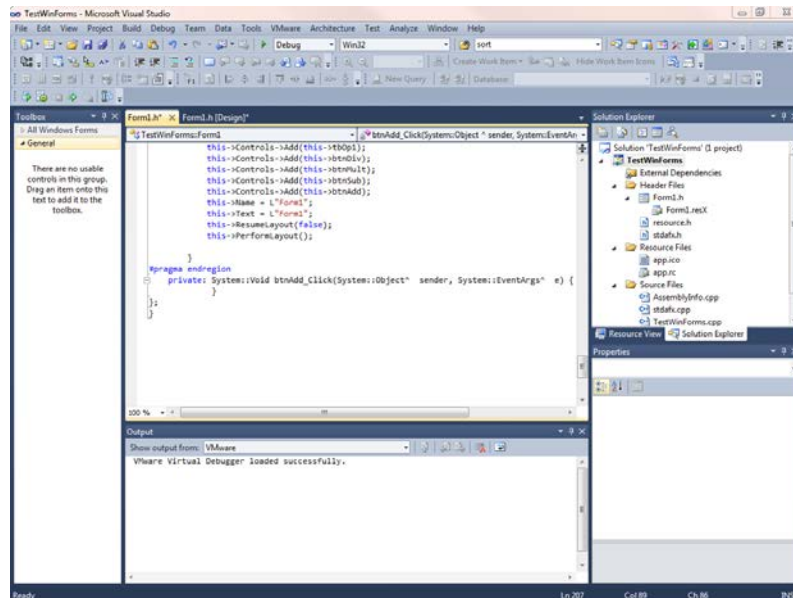 TestWinForms - Microsoft Visual Studio
File Edit View Project Build Debug Team Data Tools VMware Architecture Test Analyze Window Help
Debug Win32 sort
Create Work Item Hide Work Item Icons
New Query Database:
Toolbox
All Windows Forms
General
There are no usable
controls in this group.
Drag an item onto this
text to add it to the
toolbox.
Form1.h* Form1.h [Design]*
TestWinForms::Form1 btnAdd_Click(System::Object ^ sender, System::EventArg
this->Controls->Add(this->tbOp1);
this->Controls->Add(this->btnDiv);
this->Controls->Add(this->btnMult);
this->Controls->Add(this->btnSub);
this->Controls->Add(this->btnAdd);
this->Name = L"Form1";
this->Text = L"Form1";
this->ResumeLayout(false);
this->PerformLayout();
}
#pragma endregion
private: System::Void btnAdd_Click(System::Object^ sender, System::EventArgs^ e) {
}
};
}
100 %
Output
Show output from: VMware
VMware Virtual Debugger loaded successfully.
Solution Explorer
Solution 'TestWinForms' (1 project)
TestWinForms
External Dependencies
Header Files
Form1.h
Form1.resX
resource.h
stdafx.h
Resource Files
app.ico
app.rc
Source Files
AssemblyInfo.cpp
stdafx.cpp
TestWinForms.cpp
Resource View Solution Explorer
Properties
Ready Ln 207 Col 89 Ch 86 INS